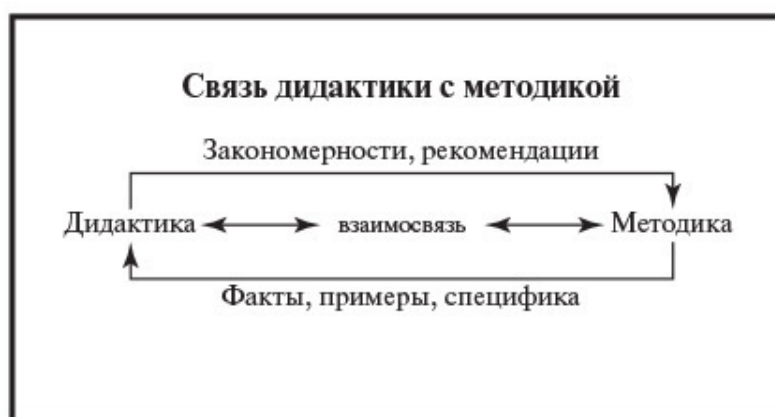 Связь дидактики с методикой
Закономерности, рекомендации
Дидактика взаимосвязь Методика
Факты, примеры, специфика